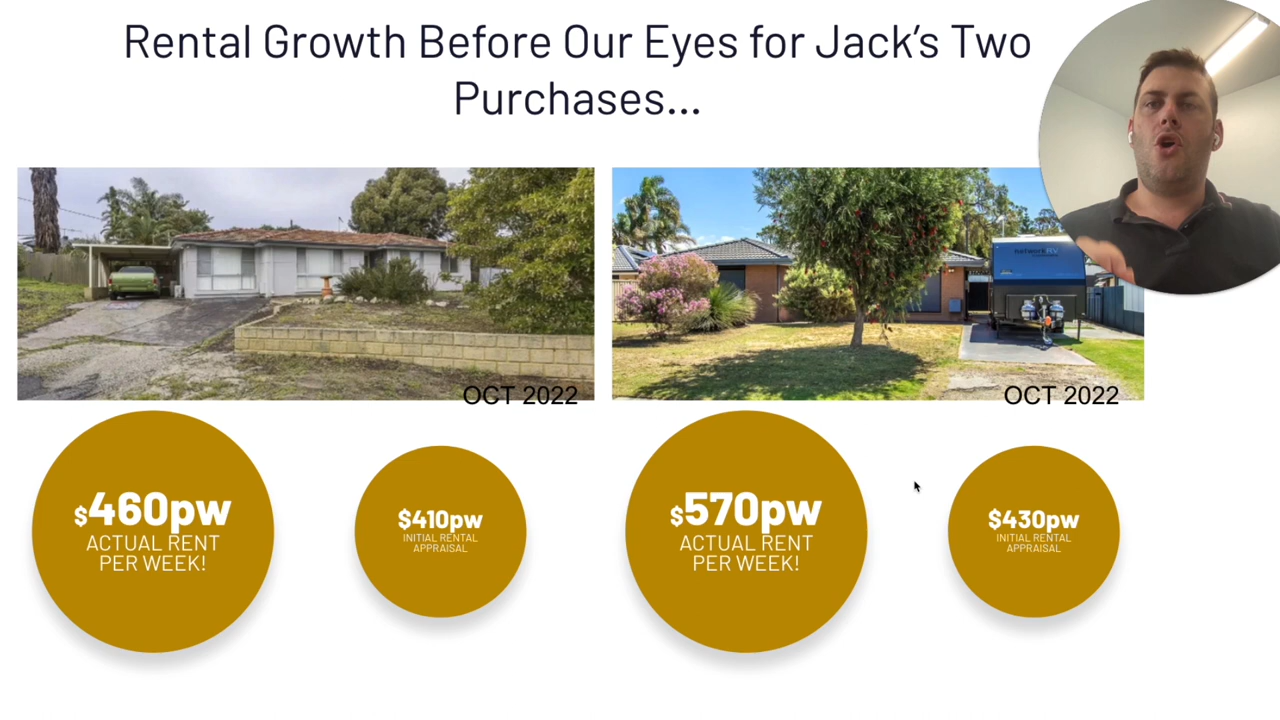 Rental Growth Before Our Eyes for Jack's Two
Purchases...
OCT 2022
OCT 2022
$460pw
ACTUAL RENT
PER WEEK!
$410pw
INITIAL RENTAL
APPRAISAL
$570pw
ACTUAL RENT
PER WEEK!
$430pw
INITIAL RENTAL
APPRAISAL